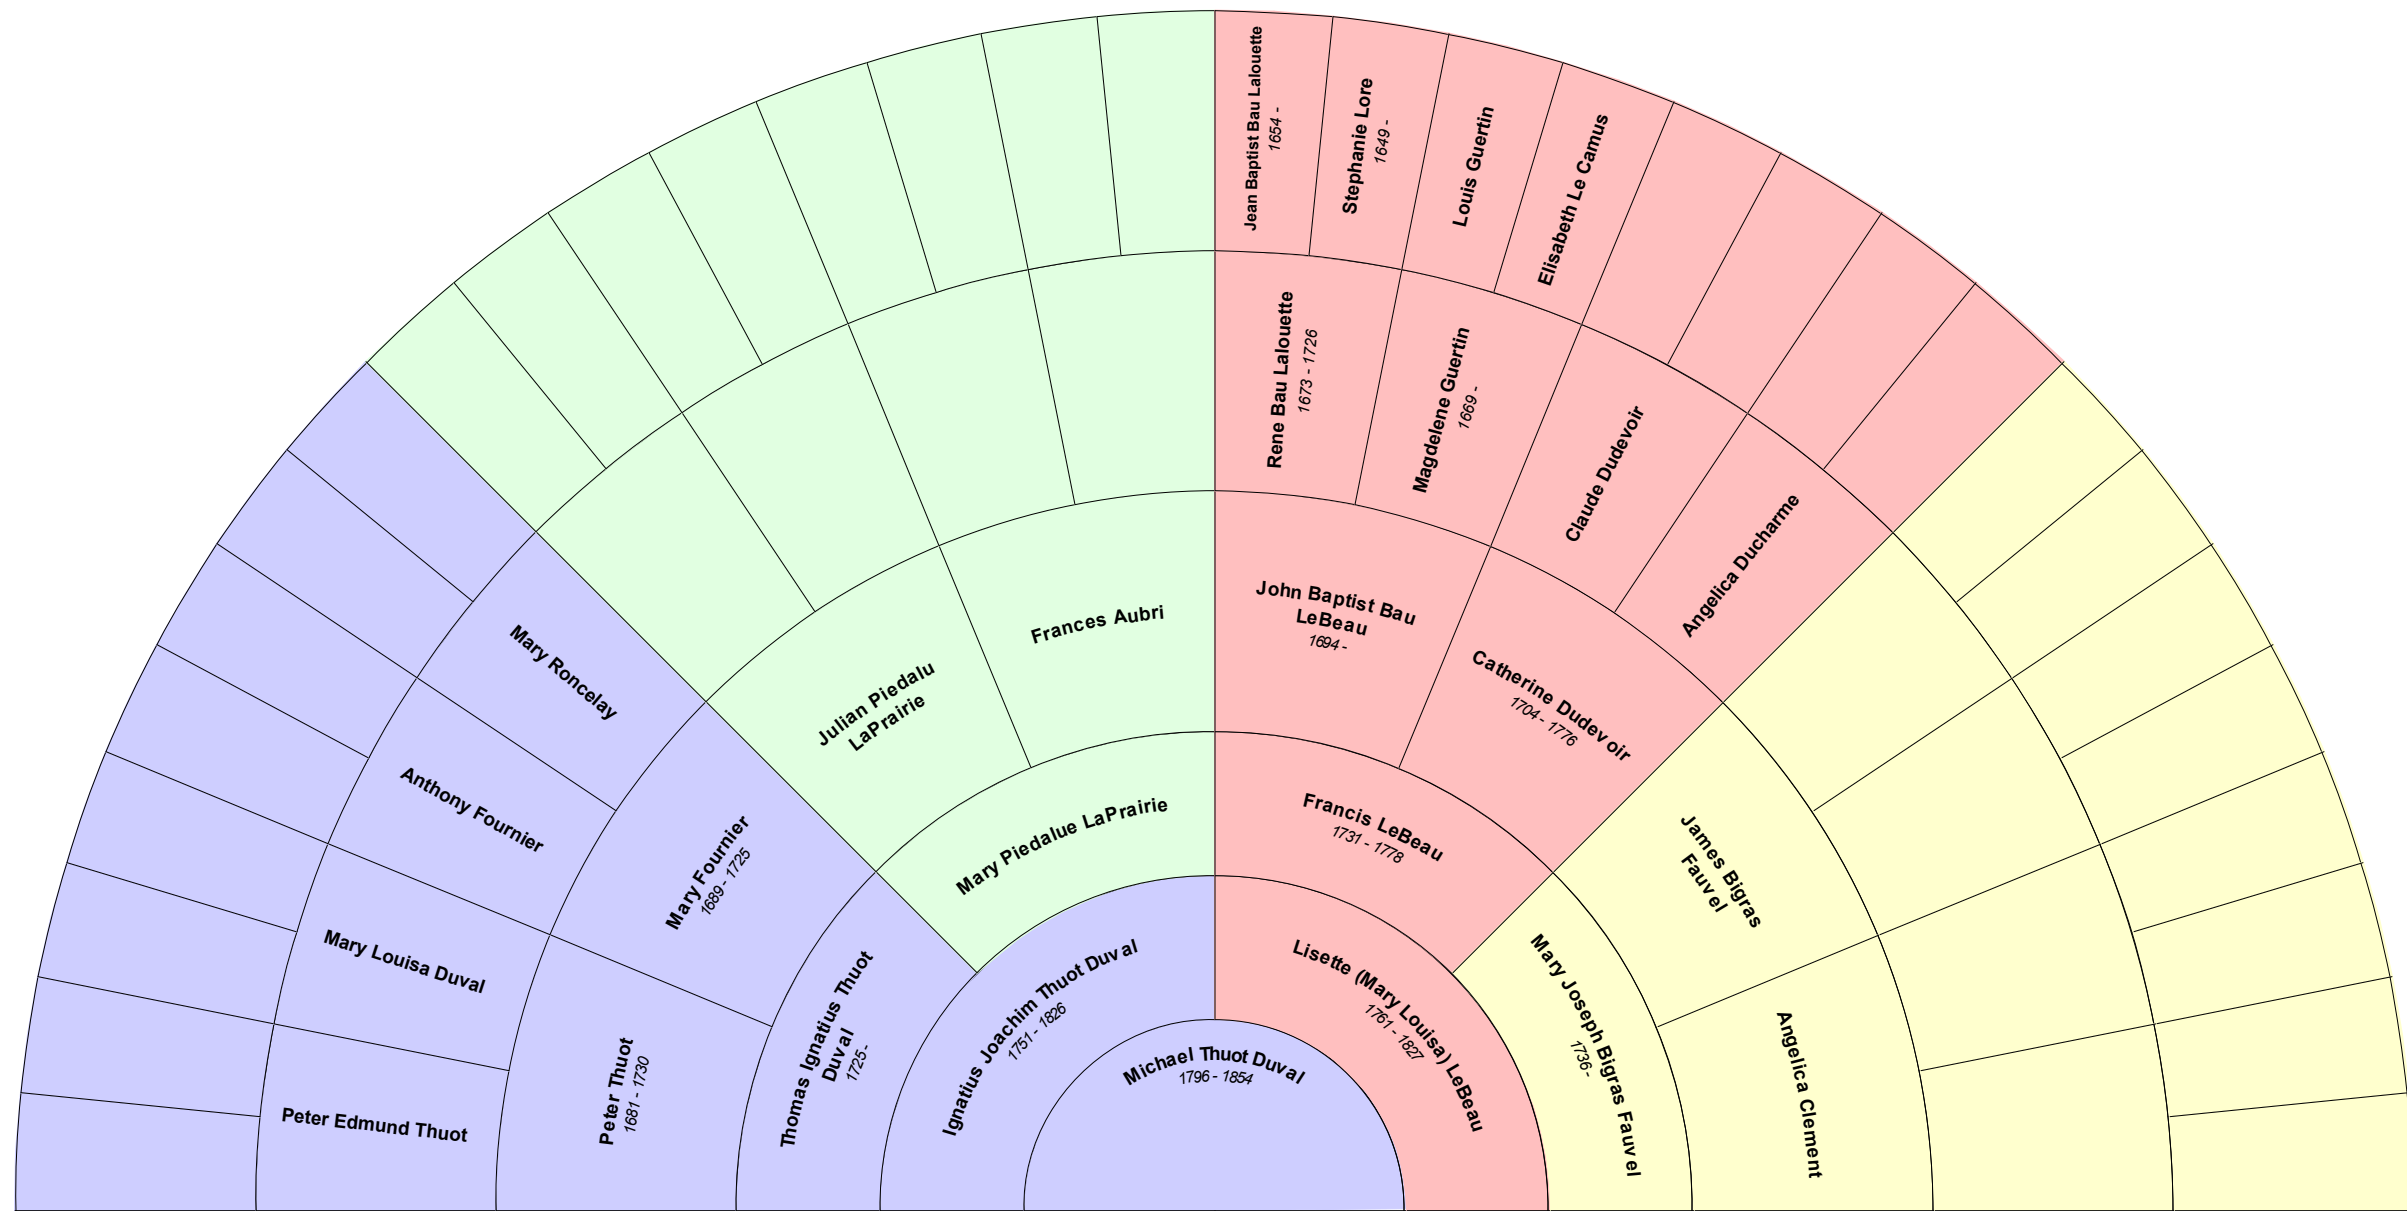 Jean Baptist Bau Lalouette
1654 -
Stephanie Lore
1649 -
Louis Guertin
Elisabeth Le Camus
Rene Bau Lalouette
1673 - 1726
Magdelene Guertin
1669 -
Claude Dudevoir
Angelica Ducharme
Mary Roncelay
Anthony Fournier
Mary Louisa Duval
Peter Edmund Thuot
Peter Thuot
1681 - 1730
Mary Fournier
1689 - 1725
Julian Piedalu
LaPrairie
Frances Aubri
John Baptist Bau
LeBeau
1694 -
Catherine Dudevoir
1704 - 1776
James Bigras
Fauvel
Angelica Clement
Thomas Ignatius Thuot
Duval
1725 -
Mary Piedalue LaPrairie
Francis LeBeau
1731 - 1778
Mary Joseph Bigras Fauvel
1736 -
Ignatius Joachim Thuot Duval
1751 - 1826
Lisette (Mary Louisa) LeBeau
1761 - 1827
Michael Thuot Duval
1796 - 1854